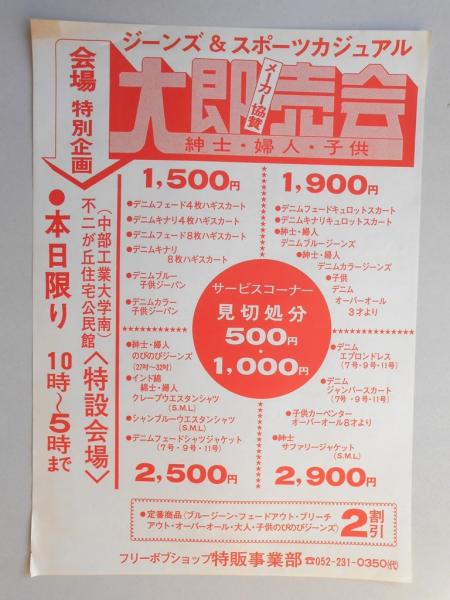 ジーンズ & スポーツカジュアル
大即売会
メーカー協賛
紳士・婦人・子供
会場 特別企画
●本日限り 10時〜5時まで
(中部工業大学南)
不二が丘住宅公民館
〈特設会場〉
1,500円
●デニムフェード4枚ハギスカート
●デニムキナリ4枚ハギスカート
●デニムフェード8枚ハギスカート
●デニムキナリ
8枚ハギスカート
●デニムブルー
子供ジーパン
●デニムカラー
子供ジーパン
1,900円
●デニムフェードキュロットスカート
●デニムキナリキュロットスカート
●紳士・婦人
デニムブルージーンズ
●紳士・婦人
デニムカラージーンズ
●子供
デニム
オーバーオール
3才より
サービスコーナー
見切処分
500円
・
1,000円
●紳士・婦人
のびのびジーンズ
(27吋〜32吋)
●インド綿
綿士・婦人
クレープウエスタンシャツ
(S.M.L)
●シャンブルーウエスタンシャツ
(S.M.L)
●デニムフェードシャツジャケット
(7号・9号・11号)
2,500円
●デニム
エプロンドレス
(7号・9号・11号)
●デニム
ジャンパースカート
(7号・9号・11号)
●子供カーペンター
オーバーオール8才より
●紳士
サファリージャケット
(S.M.L)
2,900円
●定番商品(ブルージーン・フェードアウト・ブリーチ
アウト・オーバーオール・大人・子供のびのびジーンズ)
2割引
フリーボブショップ 特販事業部 ☎052-231-0350(代)